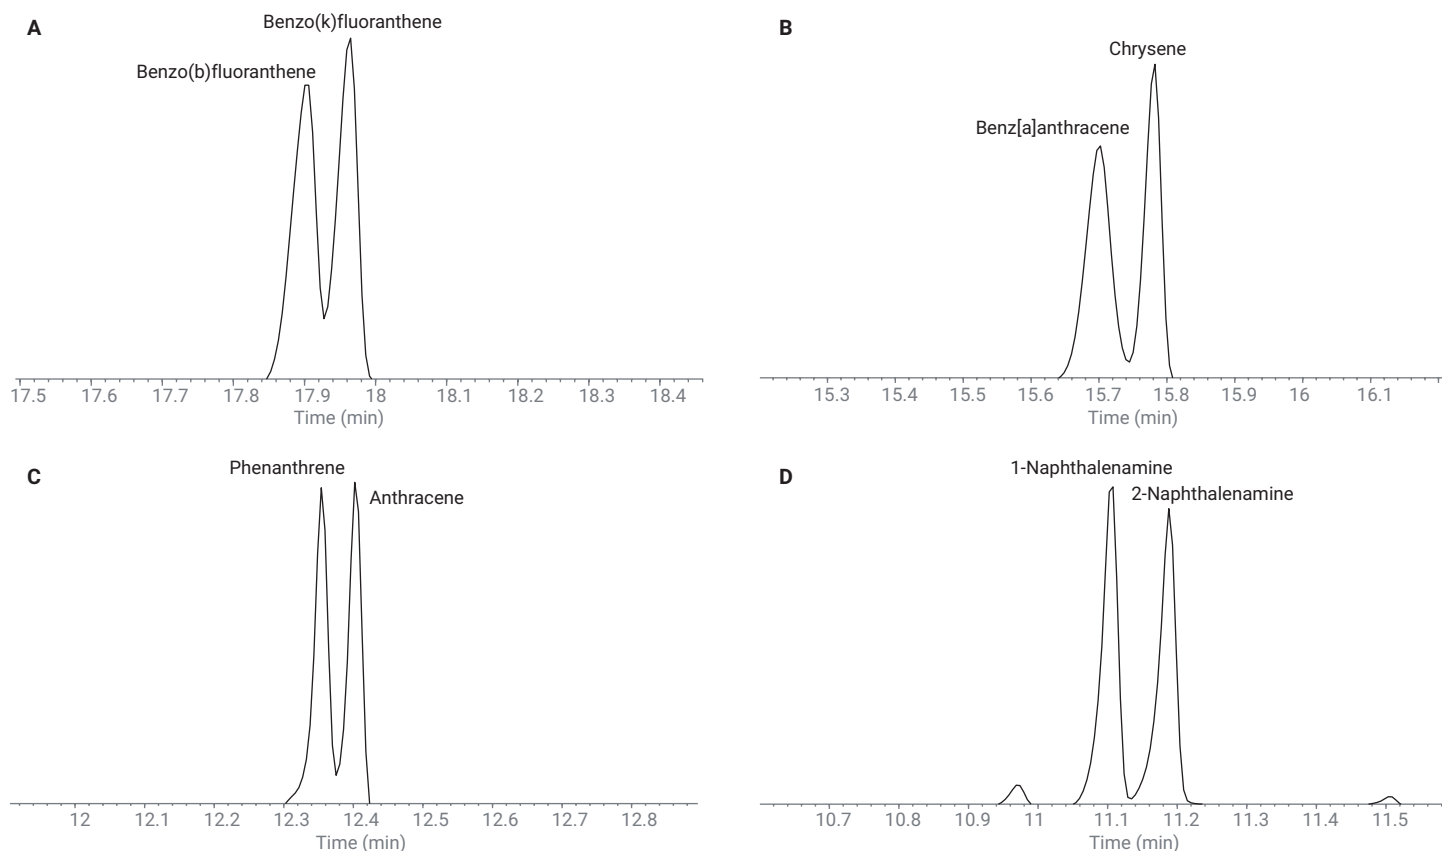 A
Benzo(k)fluoranthene
Benzo(b)fluoranthene
17.5 17.6 17.7 17.8 17.9 18 18.1 18.2 18.3 18.4
Time (min)
B
Chrysene
Benz[a]anthracene
15.3 15.4 15.5 15.6 15.7 15.8 15.9 16 16.1
Time (min)
C
Phenanthrene
Anthracene
12 12.1 12.2 12.3 12.4 12.5 12.6 12.7 12.8
Time (min)
D
1-Naphthalenamine
2-Naphthalenamine
10.7 10.8 10.9 11 11.1 11.2 11.3 11.4 11.5
Time (min)